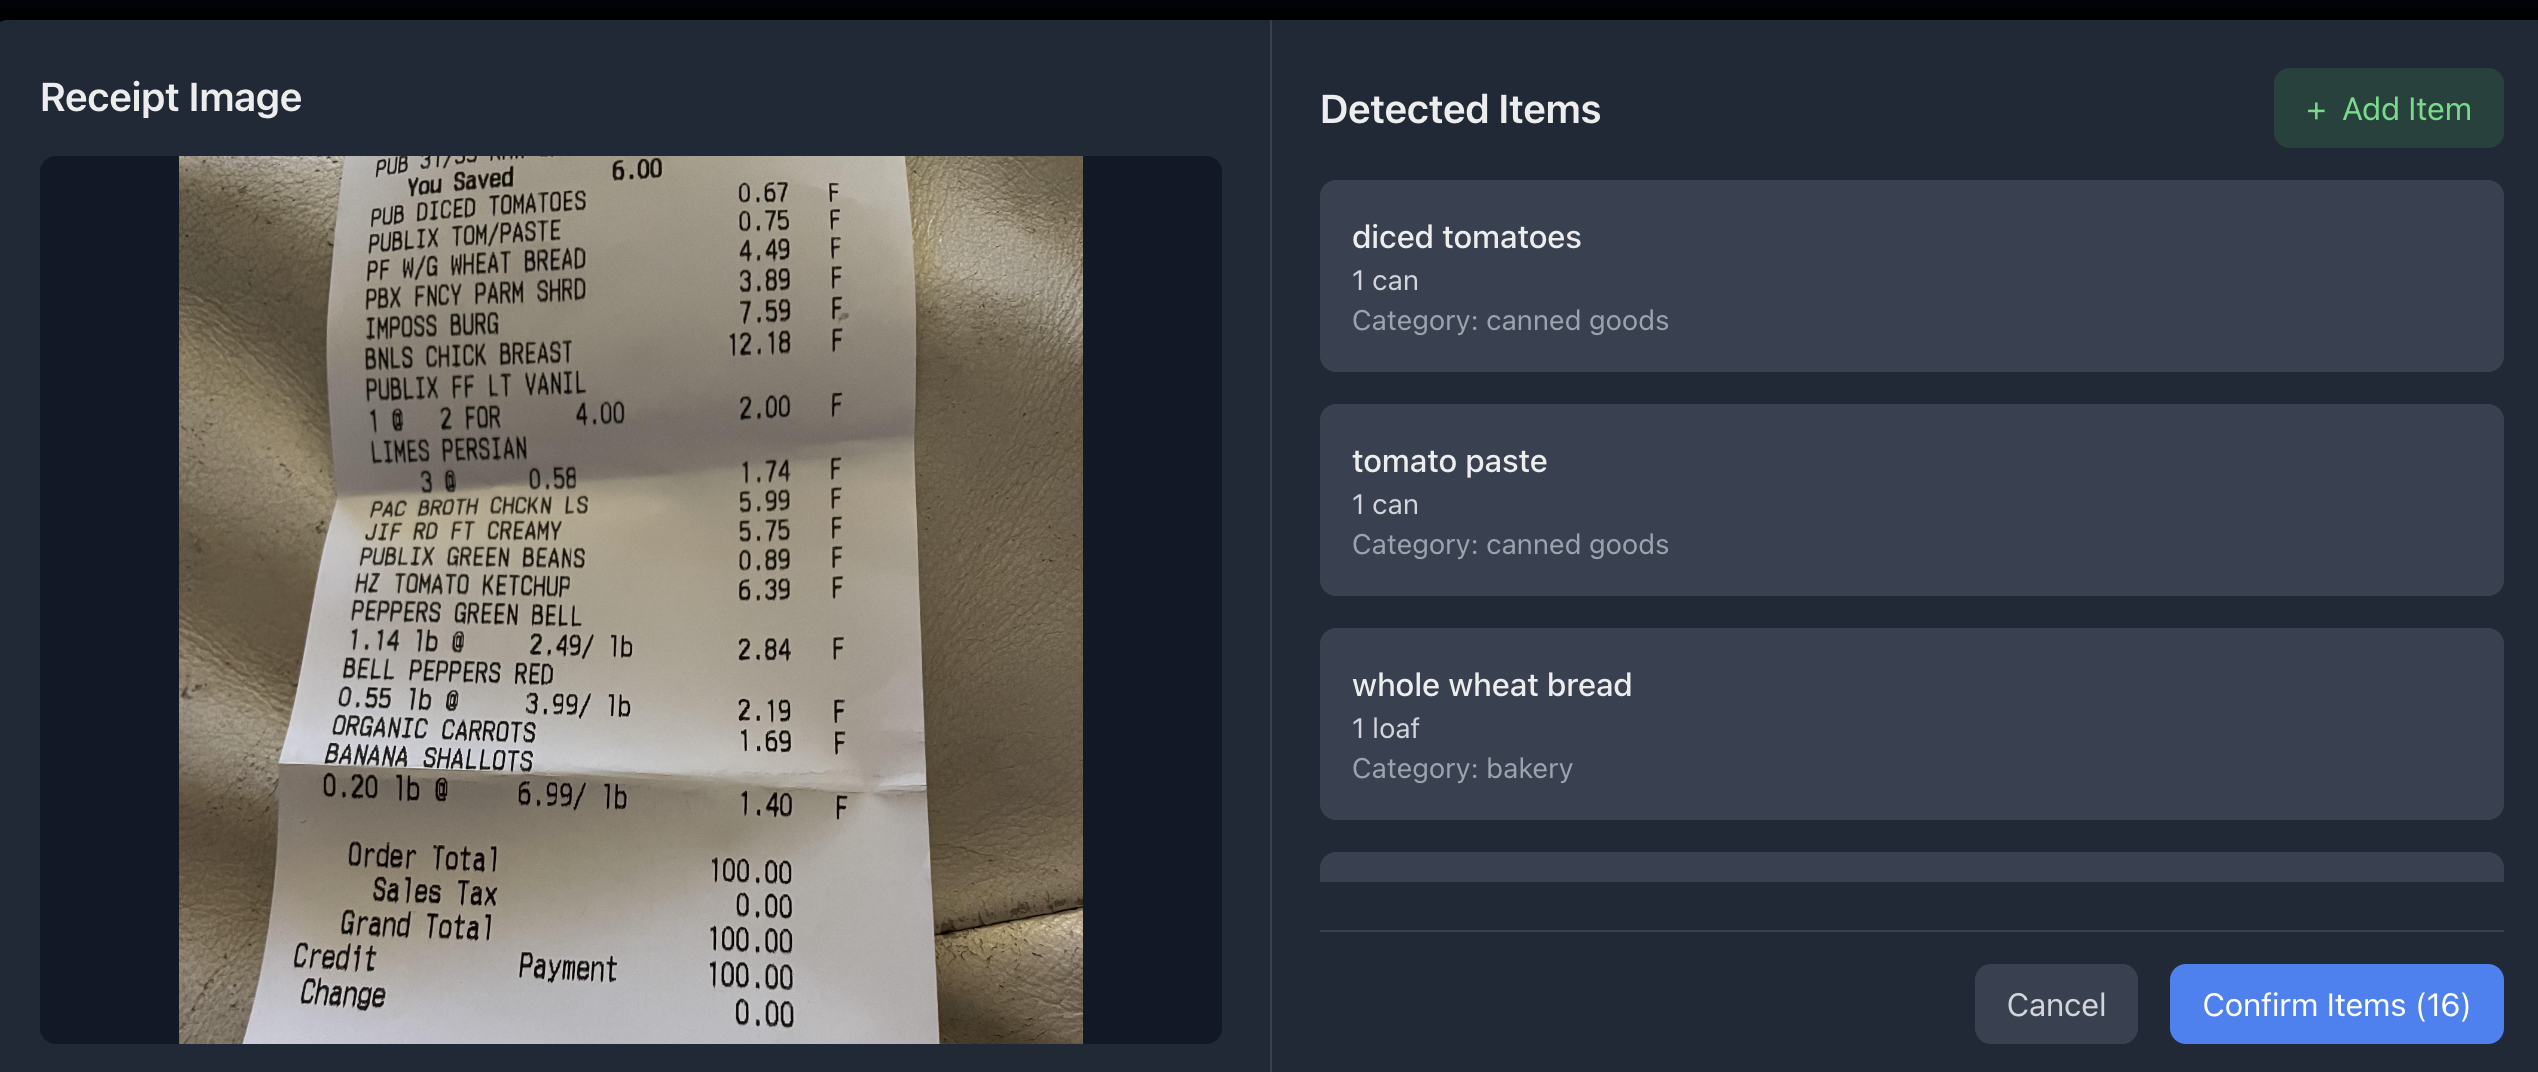 Receipt Image
PUB 31/35
You Saved 6.00
PUB DICED TOMATOES 0.67 F
PUBLIX TOM/PASTE 0.75 F
PF W/G WHEAT BREAD 4.49 F
PBX FNCY PARM SHRD 3.89 F
IMPOSS BURG 7.59 F
BNLS CHICK BREAST 12.18 F
PUBLIX FF LT VANIL
1 @ 2 FOR 4.00 2.00 F
LIMES PERSIAN
3 @ 0.58 1.74 F
PAC BROTH CHCKN LS 5.99 F
JIF RD FT CREAMY 5.75 F
PUBLIX GREEN BEANS 0.89 F
HZ TOMATO KETCHUP 6.39 F
PEPPERS GREEN BELL
1.14 lb @ 2.49/ lb 2.84 F
BELL PEPPERS RED
0.55 lb @ 3.99/ lb 2.19 F
ORGANIC CARROTS 1.69 F
BANANA SHALLOTS
0.20 lb @ 6.99/ lb 1.40 F
Order Total 100.00
Sales Tax 0.00
Grand Total 100.00
Credit Payment 100.00
Change 0.00
Detected Items
+ Add Item
diced tomatoes
1 can
Category: canned goods
tomato paste
1 can
Category: canned goods
whole wheat bread
1 loaf
Category: bakery
Cancel
Confirm Items (16)